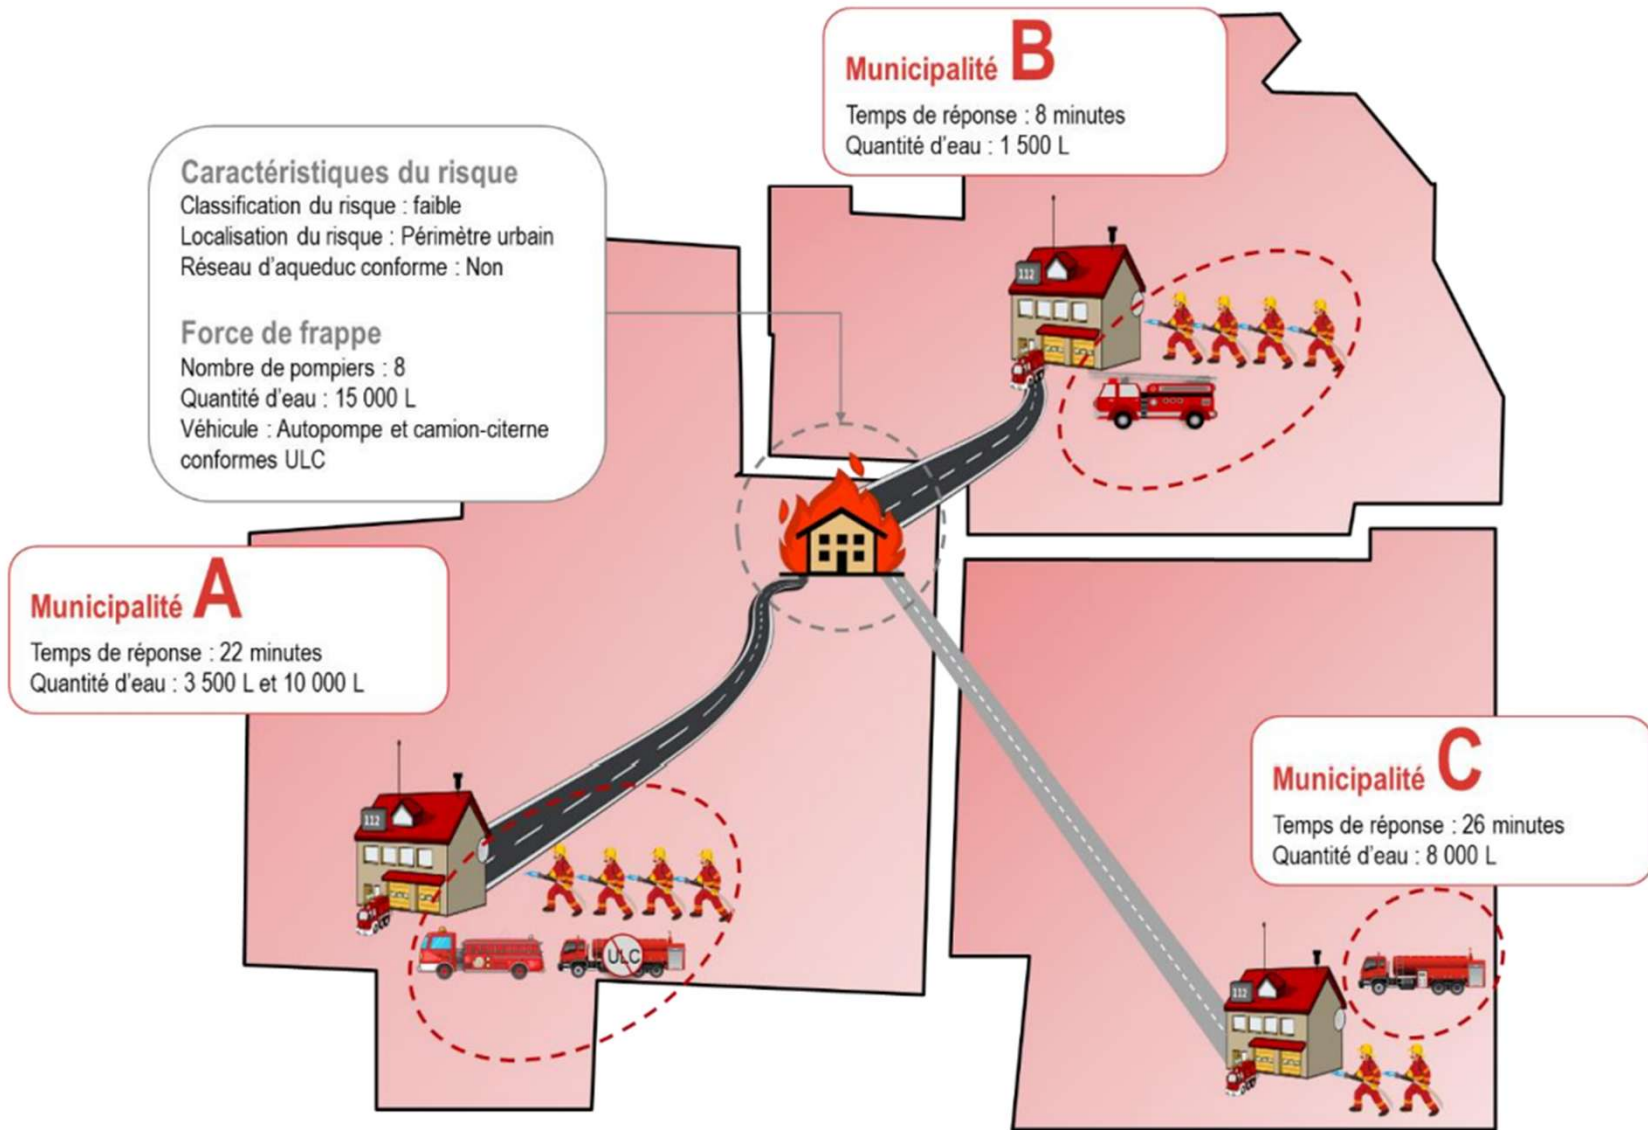 Municipalité B
Temps de réponse : 8 minutes
Quantité d'eau : 1 500 L
Caractéristiques du risque
Classification du risque : faible
Localisation du risque : Périmètre urbain
Réseau d'aqueduc conforme : Non
Force de frappe
Nombre de pompiers : 8
Quantité d'eau : 15 000 L
Véhicule : Autopompe et camion-citerne
conformes ULC
112
Municipalité A
Temps de réponse : 22 minutes
Quantité d'eau : 3 500 L et 10 000 L
112
ULC
Municipalité C
Temps de réponse : 26 minutes
Quantité d'eau : 8 000 L
112